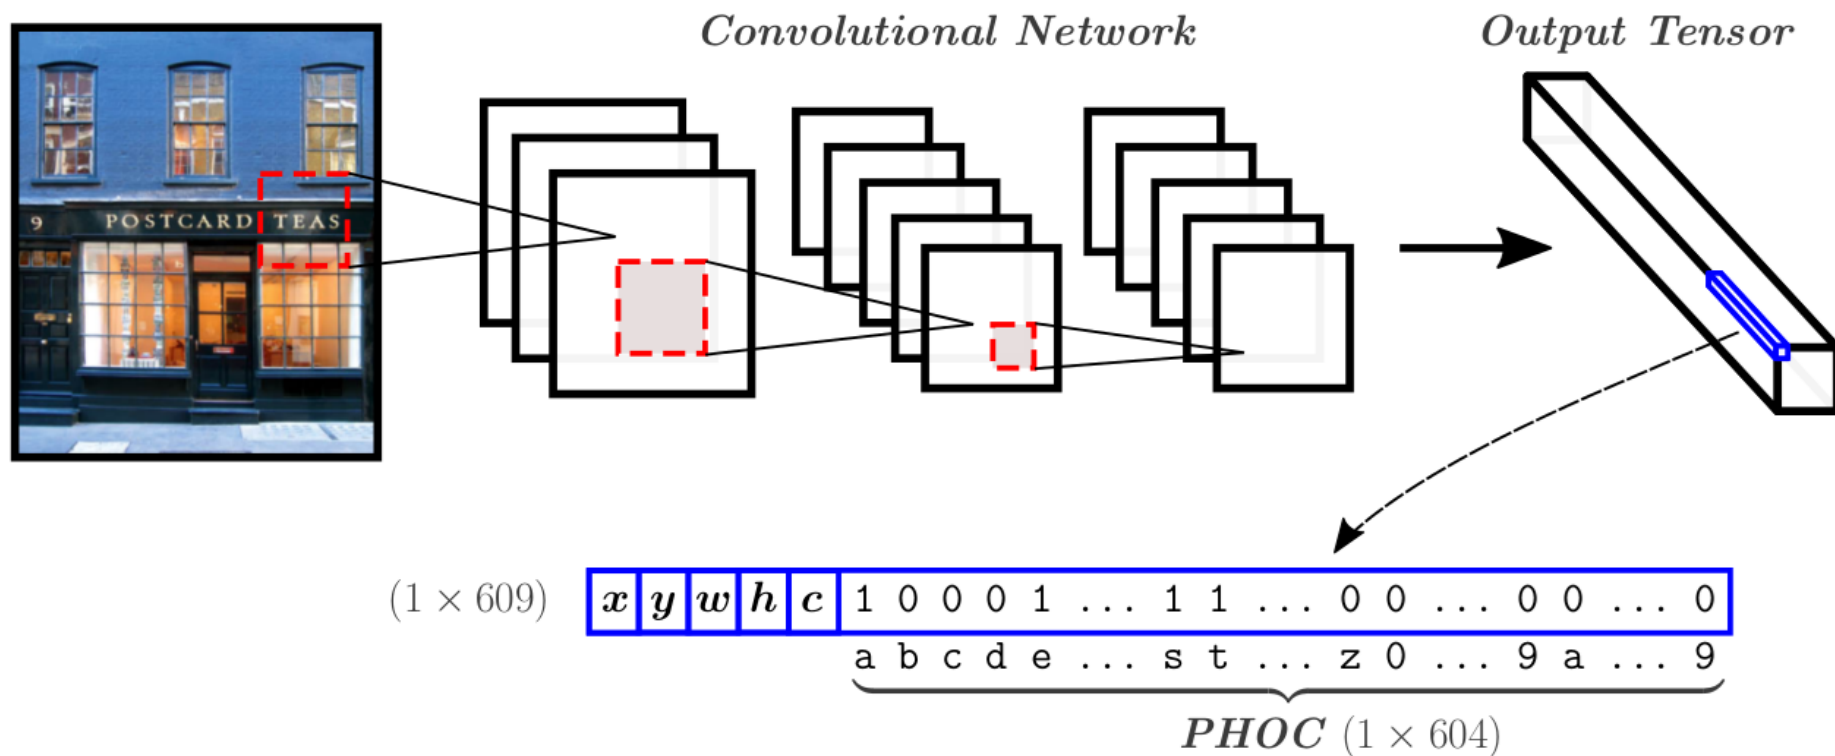 Convolutional Network
Output Tensor
9 POSTCARD TEAS
(1 × 609)
x y w h c 1 0 0 0 1 ... 1 1 ... 0 0 ... 0 0 ... 0
a b c d e ... s t ... z 0 ... 9 a ... 9
PHOC (1 × 604)